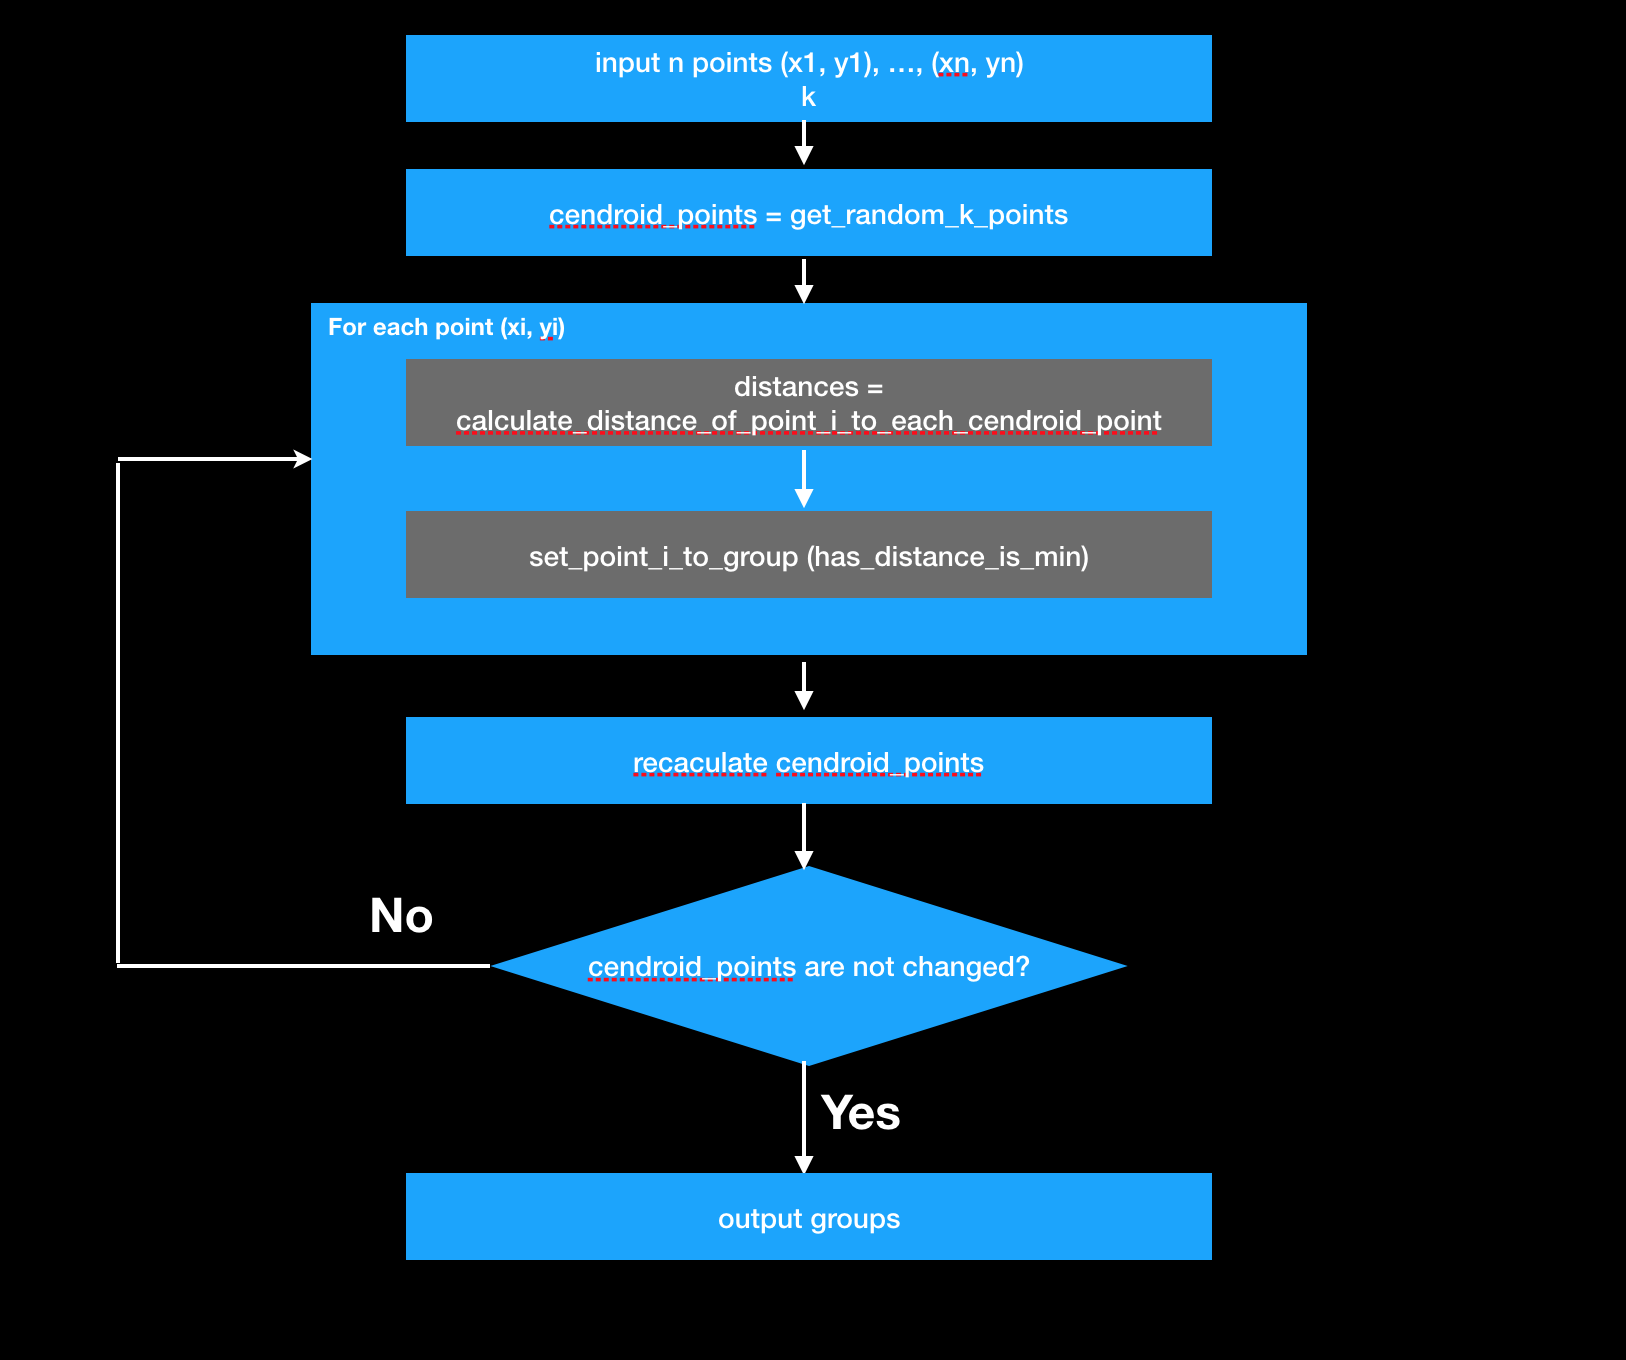 input n points (x1, y1), …, (xn, yn)
k
cendroid_points = get_random_k_points
For each point (xi, yi)
distances =
calculate_distance_of_point_i_to_each_cendroid_point
set_point_i_to_group (has_distance_is_min)
recaculate cendroid_points
No
cendroid_points are not changed?
Yes
output groups